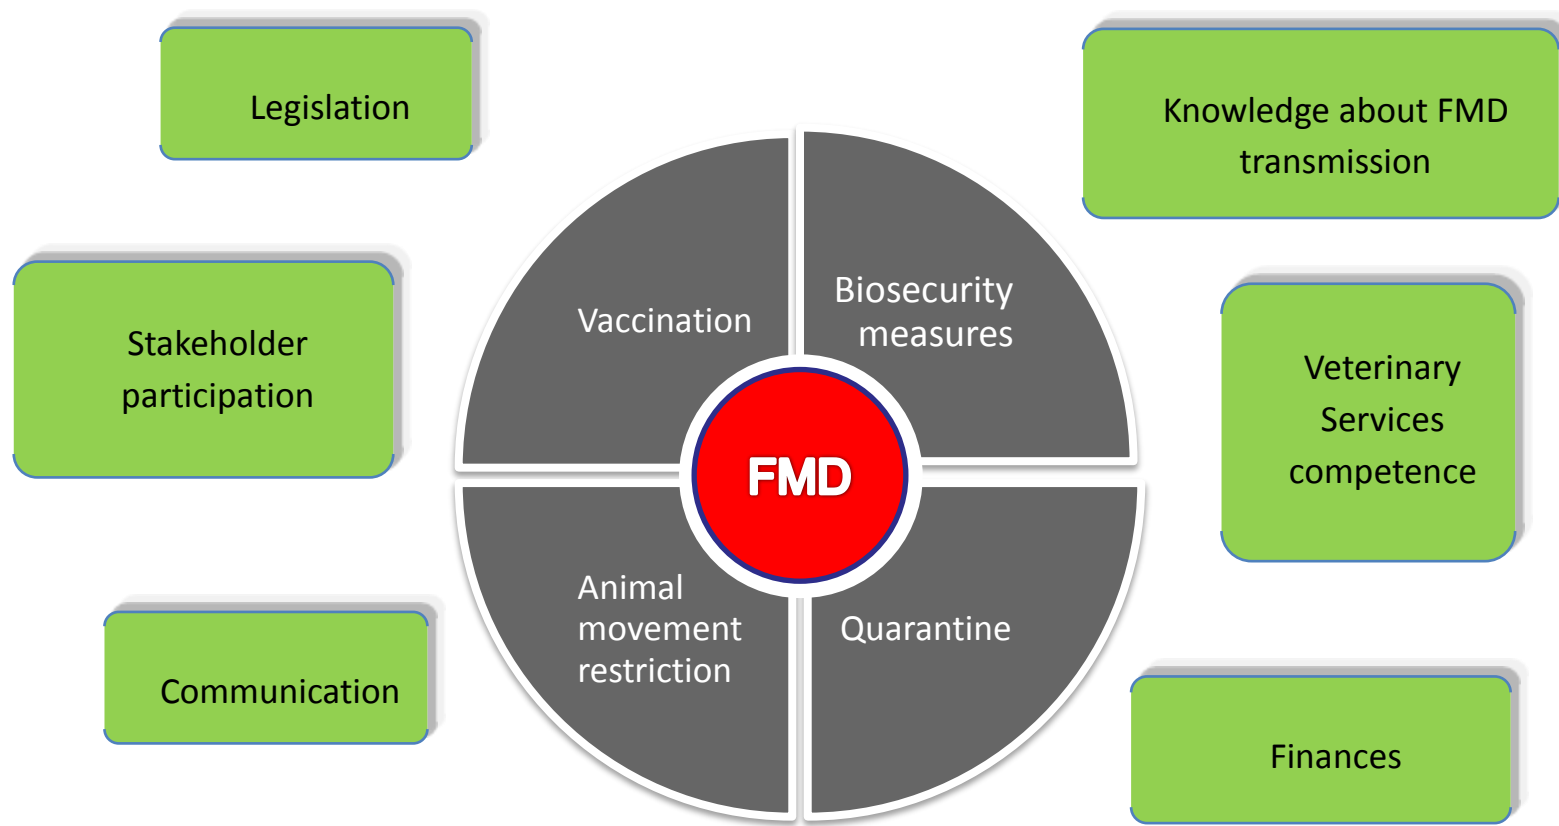 Legislation
Knowledge about FMD
transmission
Stakeholder
participation
Vaccination
Biosecurity
measures
Veterinary
Services
competence
FMD
Animal
movement
restriction
Quarantine
Communication
Finances